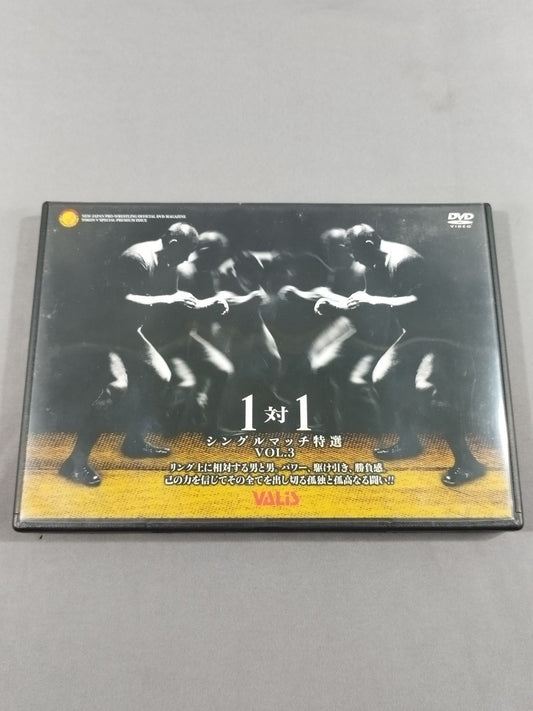 NEW JAPAN PRO-WRESTLING OFFICIAL DVD MAGAZINE
SPECIAL PREMIUM ISSUE
DVD
VIDEO
1対1
シングルマッチ特選
VOL.3
リング上に相対する男と男。パワー、駆け引き、勝負感。
己の力を信じてその全てを出し切る孤独と孤高なる闘い!!
VALiS